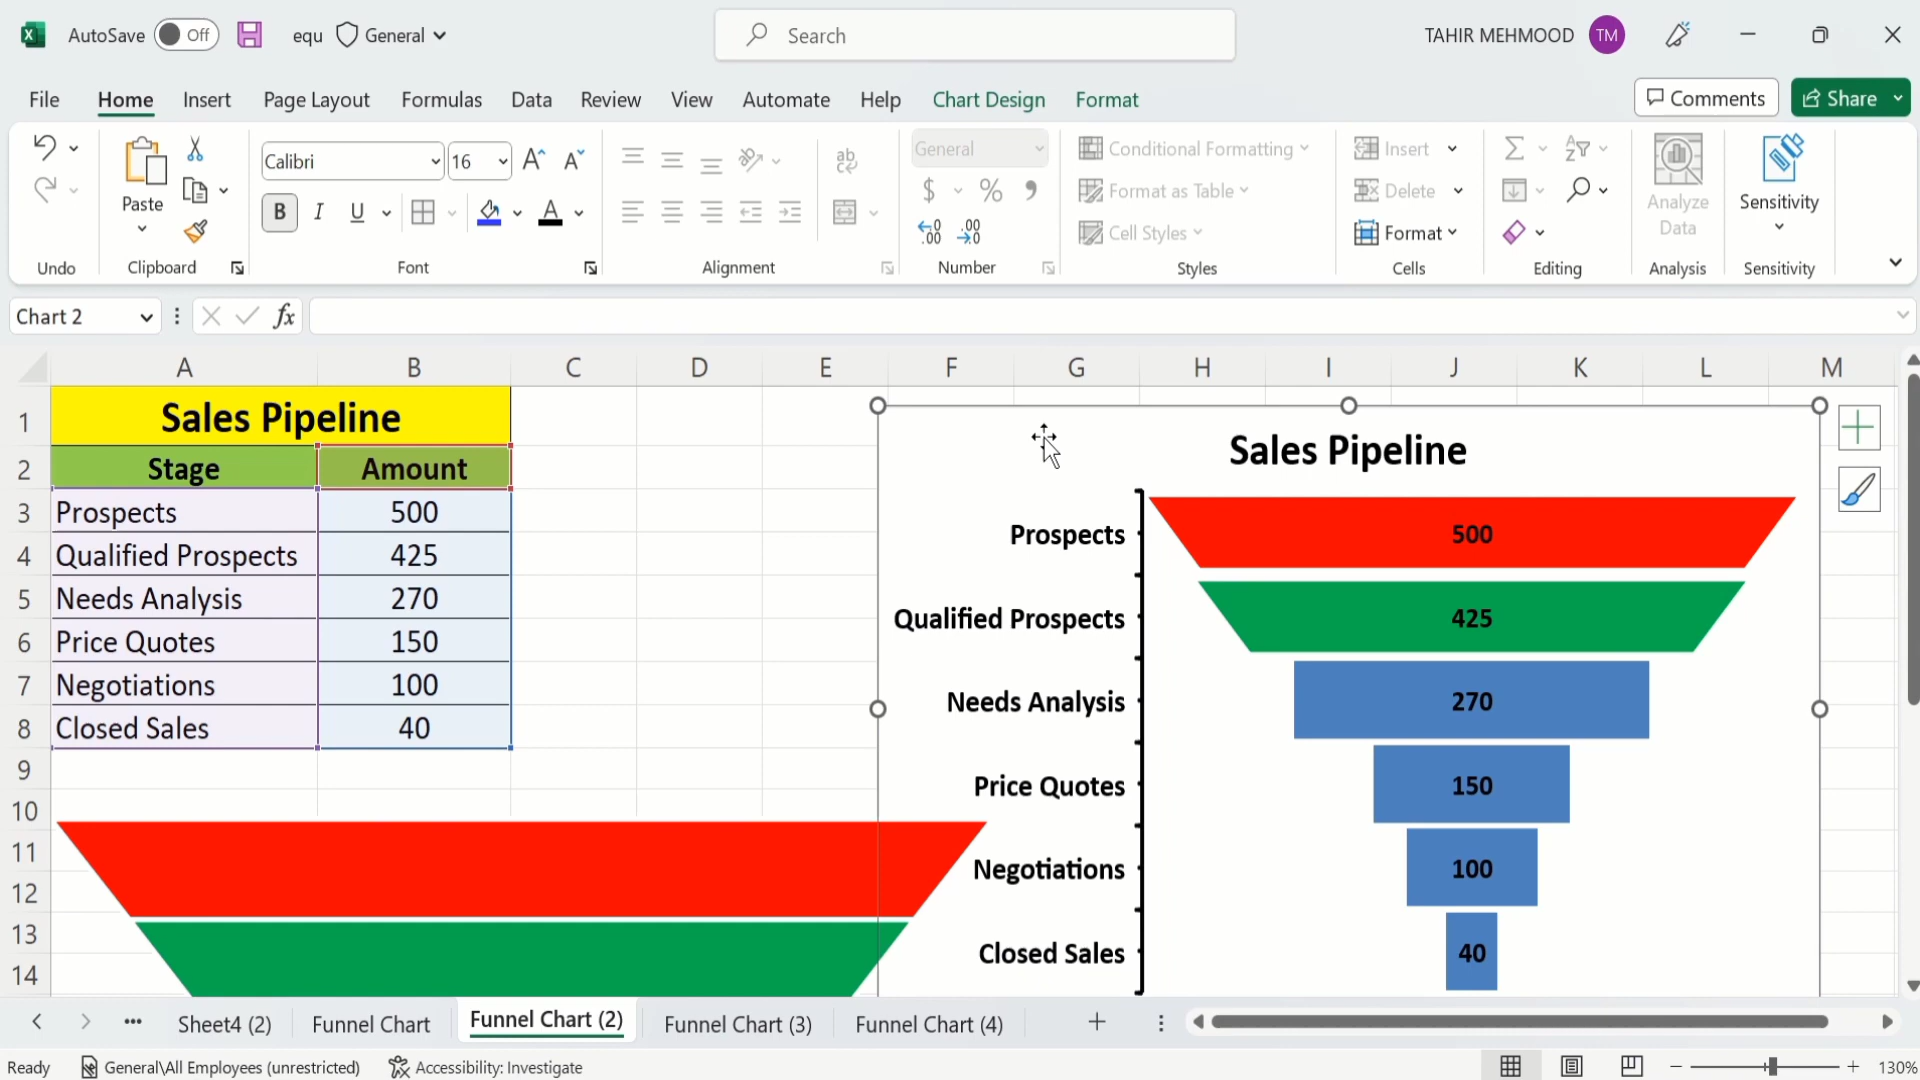 AutoSave Off equ General Search TAHIR MEHMOOD TM
File Home Insert Page Layout Formulas Data Review View Automate Help Chart Design Format Comments Share
Calibri 16 A A General Conditional Formatting Insert
Paste B I U A $ % Format as Table Delete Analyze Data Sensitivity
.00 .00 Cell Styles Format
Undo Clipboard Font Alignment Number Styles Cells Editing Analysis Sensitivity
Chart 2 fx
A B C D E F G H I J K L M
1 Sales Pipeline
2 Stage Amount
3 Prospects 500
4 Qualified Prospects 425
5 Needs Analysis 270
6 Price Quotes 150
7 Negotiations 100
8 Closed Sales 40
9
10
11
12
13
14
Sales Pipeline
Prospects 500
Qualified Prospects 425
Needs Analysis 270
Price Quotes 150
Negotiations 100
Closed Sales 40
Sheet4 (2) Funnel Chart Funnel Chart (2) Funnel Chart (3) Funnel Chart (4)
Ready General\All Employees (unrestricted) Accessibility: Investigate 130%